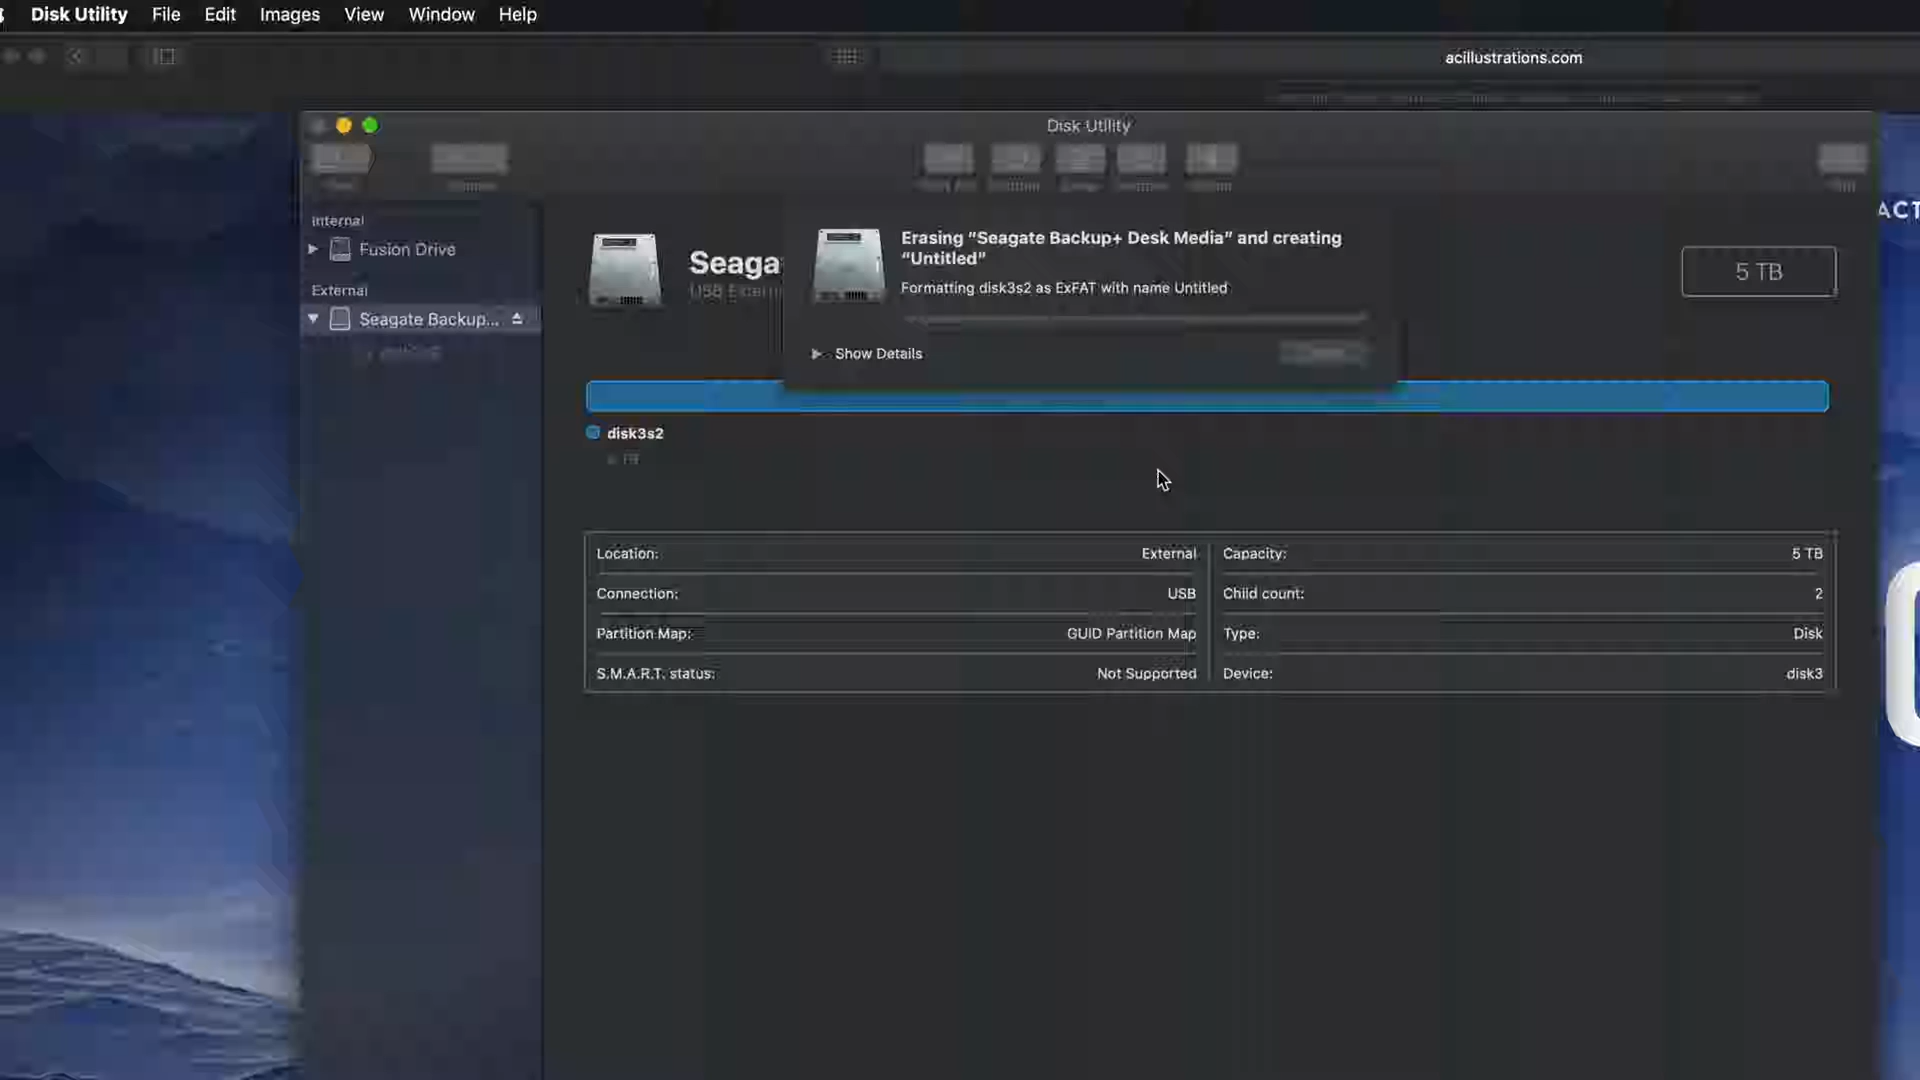 Disk Utility File Edit Images View Window Help
acillustrations.com
Disk Utility
Internal
Fusion Drive
External
Seagate Backup...
Seaga
USB Extern
Erasing “Seagate Backup+ Desk Media” and creating
“Untitled”
Formatting disk3s2 as ExFAT with name Untitled
Show Details
5 TB
ACT
disk3s2
Location: External
Capacity: 5 TB
Connection: USB
Child count: 2
Partition Map: GUID Partition Map
Type: Disk
S.M.A.R.T. status: Not Supported
Device: disk3